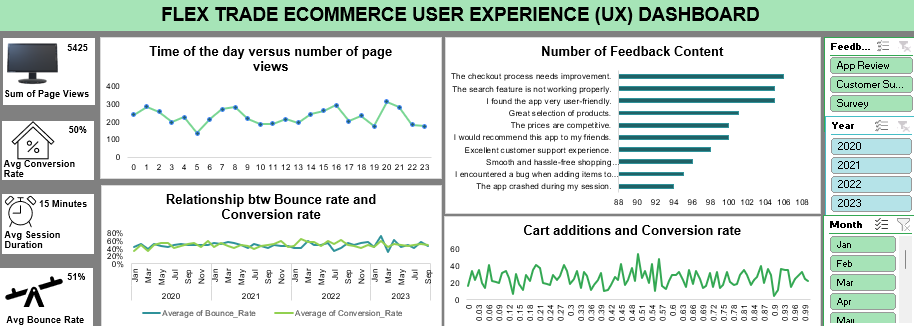 FLEX TRADE ECOMMERCE USER EXPERIENCE (UX) DASHBOARD
5425
Sum of Page Views
50%
Avg Conversion
Rate
15 Minutes
Avg Session
Duration
51%
Avg Bounce Rate
Time of the day versus number of page
views
400
300
200
100
0
0 1 2 3 4 5 6 7 8 9 10 11 12 13 14 15 16 17 18 19 20 21 22 23
Relationship btw Bounce rate and
Conversion rate
80%
60%
40%
20%
0%
Jan Mar May Jul Sep Nov Jan Mar May Jul Sep Nov Jan Mar May Jul Sep Nov Jan Mar May Jul Sep
2020 2021 2022 2023
Average of Bounce_Rate Average of Conversion_Rate
Number of Feedback Content
The checkout process needs improvement.
The search feature is not working properly.
I found the app very user-friendly.
Great selection of products.
The prices are competitive.
I would recommend this app to my friends.
Excellent customer support experience.
Smooth and hassle-free shopping...
I encountered a bug when adding items to...
The app crashed during my session.
88 90 92 94 96 98 100 102 104 106 108
Cart additions and Conversion rate
60
40
20
0
0 0.03 0.06 0.09 0.12 0.15 0.18 0.21 0.24 0.27 0.3 0.33 0.36 0.39 0.42 0.45 0.48 0.51 0.54 0.57 0.6 0.63 0.66 0.69 0.72 0.75 0.78 0.81 0.84 0.87 0.9 0.93 0.96 0.99
Feedb...
App Review
Customer Su...
Survey
Year
2020
2021
2022
2023
Month
Jan
Feb
Mar
Apr
May